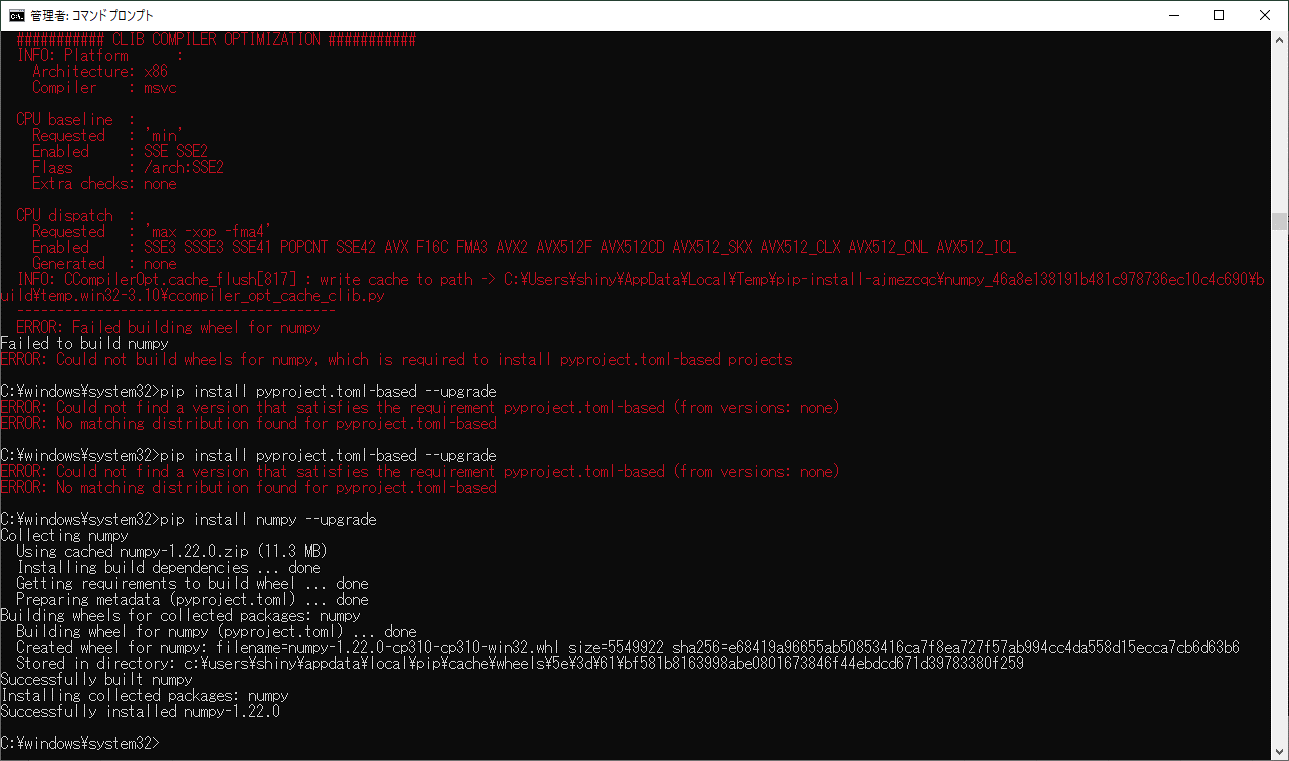 管理者: コマンドプロンプト
########### CLIB COMPILER OPTIMIZATION ###########
INFO: Platform      :
Architecture: x86
Compiler    : msvc
CPU baseline  :
Requested   : 'min'
Enabled     : SSE SSE2
Flags       : /arch:SSE2
Extra checks: none
CPU dispatch  :
Requested   : 'max -xop -fma4'
Enabled     : SSE3 SSSE3 SSE41 POPCNT SSE42 AVX F16C FMA3 AVX2 AVX512F AVX512CD AVX512_SKX AVX512_CLX AVX512_CNL AVX512_ICL
Generated   : none
INFO: CCompilerOpt.cache_flush[817] : write cache to path -> C:¥Users¥shiny¥AppData¥Local¥Temp¥pip-install-aimezcqc¥numpy_46a8e138191b481c978736ec10c4c690¥b
uild¥temp.win32-3.10¥ccompiler_opt_cache_clib.py
----------------------------------------
ERROR: Failed building wheel for numpy
Failed to build numpy
ERROR: Could not build wheels for numpy, which is required to install pyproject.toml-based projects
C:¥windows¥system32>pip install pyproject.toml-based --upgrade
ERROR: Could not find a version that satisfies the requirement pyproject.toml-based (from versions: none)
ERROR: No matching distribution found for pyproject.toml-based
C:¥windows¥system32>pip install pyproject.toml-based --upgrade
ERROR: Could not find a version that satisfies the requirement pyproject.toml-based (from versions: none)
ERROR: No matching distribution found for pyproject.toml-based
C:¥windows¥system32>pip install numpy --upgrade
Collecting numpy
Using cached numpy-1.22.0.zip (11.3 MB)
Installing build dependencies ... done
Getting requirements to build wheel ... done
Preparing metadata (pyproject.toml) ... done
Building wheels for collected packages: numpy
Building wheel for numpy (pyproject.toml) ... done
Created wheel for numpy: filename=numpy-1.22.0-cp310-cp310-win32.whl size=5549922 sha256=e68419a96655ab50853416ca7f8ea727f57ab994cc4da558d15ecca7cb6d63b6
Stored in directory: c:¥users¥shiny¥appdata¥local¥pip¥cache¥wheels¥5e¥3d¥61¥bf581b8163998abe0801673846f44ebdcd671d39783380f259
Successfully built numpy
Installing collected packages: numpy
Successfully installed numpy-1.22.0
C:¥windows¥system32>